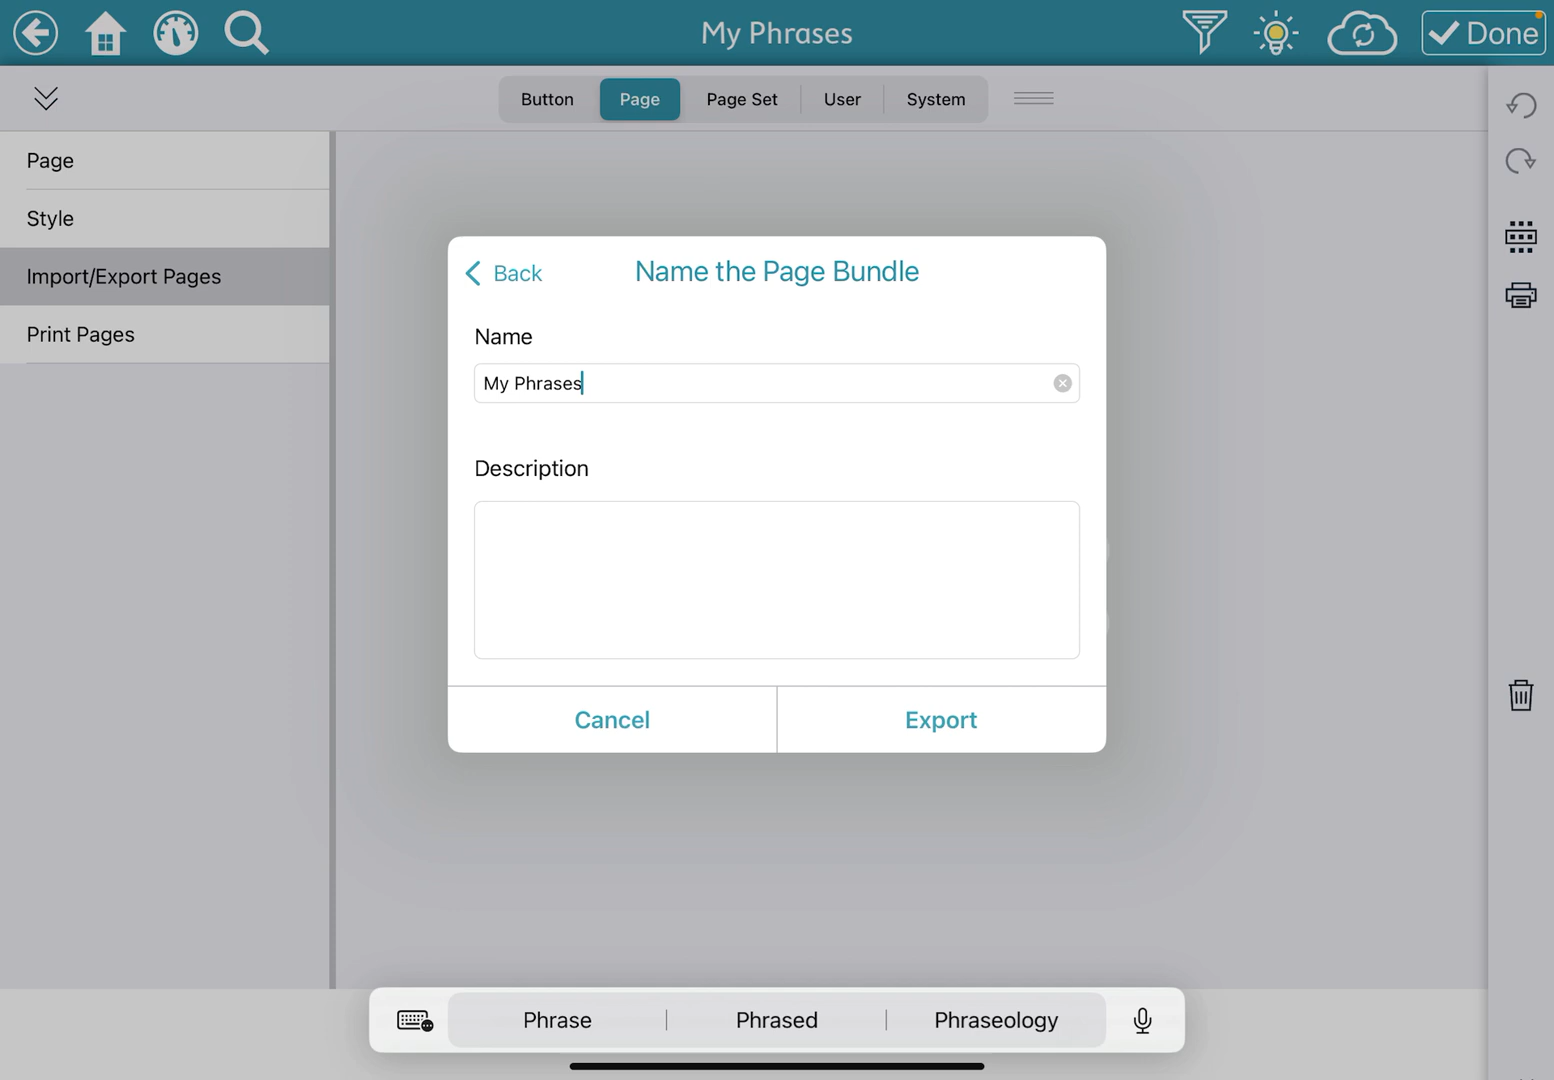 My Phrases
Done
Button
Page
Page Set
User
System
Page
Style
Import/Export Pages
Print Pages
Back
Name the Page Bundle
Name
My Phrases
Description
Cancel
Export
Phrase
Phrased
Phraseology